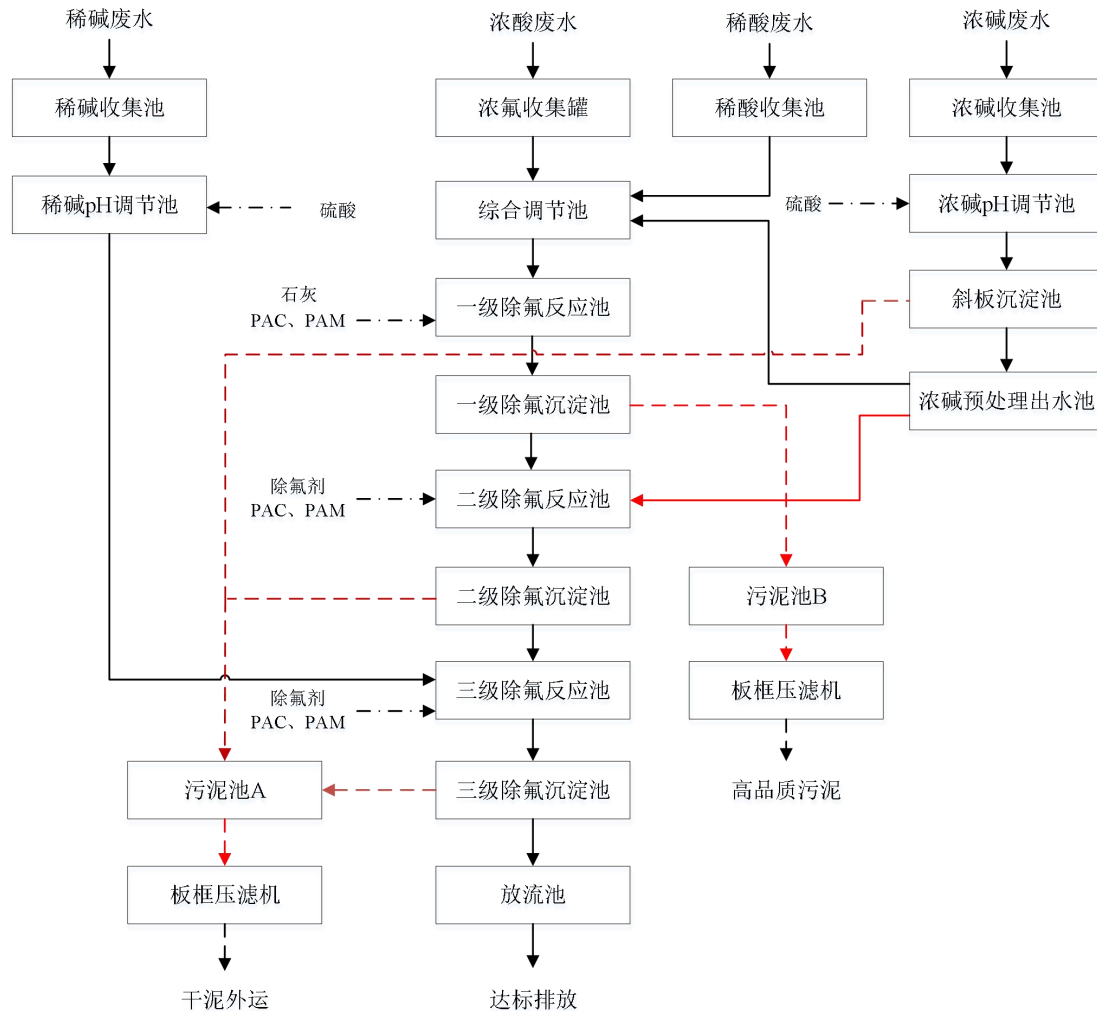 稀碱废水
浓酸废水
稀酸废水
浓碱废水
稀碱收集池
浓氟收集罐
稀酸收集池
浓碱收集池
稀碱pH调节池
硫酸
综合调节池
硫酸
浓碱pH调节池
石灰
PAC、PAM
一级除氟反应池
斜板沉淀池
一级除氟沉淀池
浓碱预处理出水池
除氟剂
PAC、PAM
二级除氟反应池
二级除氟沉淀池
污泥池B
除氟剂
PAC、PAM
三级除氟反应池
板框压滤机
污泥池A
三级除氟沉淀池
高品质污泥
板框压滤机
放流池
干泥外运
达标排放